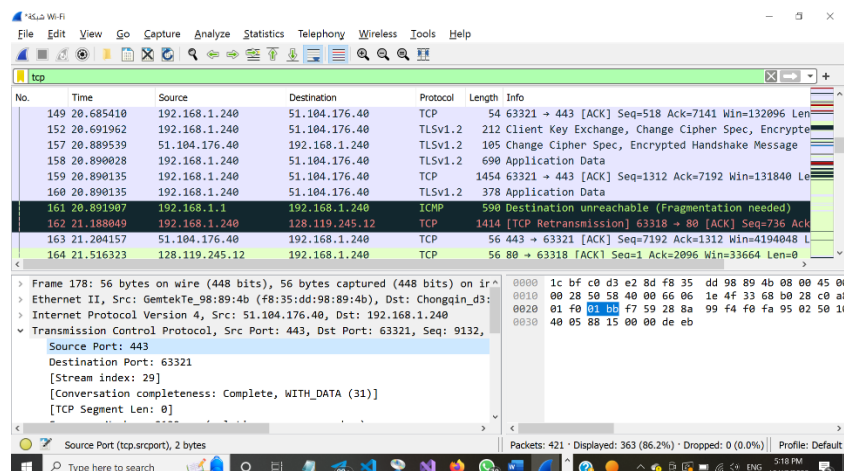 *شبكة Wi-Fi
File Edit View Go Capture Analyze Statistics Telephony Wireless Tools Help
tcp
No. Time Source Destination Protocol Length Info
149 20.685410 192.168.1.240 51.104.176.40 TCP 54 63321 → 443 [ACK] Seq=518 Ack=7141 Win=132096 Len
152 20.691962 192.168.1.240 51.104.176.40 TLSv1.2 212 Client Key Exchange, Change Cipher Spec, Encrypte
157 20.889539 51.104.176.40 192.168.1.240 TLSv1.2 105 Change Cipher Spec, Encrypted Handshake Message
158 20.890028 192.168.1.240 51.104.176.40 TLSv1.2 690 Application Data
159 20.890135 192.168.1.240 51.104.176.40 TCP 1454 63321 → 443 [ACK] Seq=1312 Ack=7192 Win=131840 Le
160 20.890135 192.168.1.240 51.104.176.40 TLSv1.2 378 Application Data
161 20.891907 192.168.1.1 192.168.1.240 ICMP 590 Destination unreachable (Fragmentation needed)
162 21.188049 192.168.1.240 128.119.245.12 TCP 1414 [TCP Retransmission] 63318 → 80 [ACK] Seq=736 Ack
163 21.204157 51.104.176.40 192.168.1.240 TCP 56 443 → 63321 [ACK] Seq=7192 Ack=1312 Win=4194048 L
164 21.516323 128.119.245.12 192.168.1.240 TCP 56 80 → 63318 [ACK] Seq=1 Ack=2096 Win=33664 Len=0
Frame 178: 56 bytes on wire (448 bits), 56 bytes captured (448 bits) on ir
Ethernet II, Src: GemtekTe_98:89:4b (f8:35:dd:98:89:4b), Dst: Chongqin_d3:
Internet Protocol Version 4, Src: 51.104.176.40, Dst: 192.168.1.240
Transmission Control Protocol, Src Port: 443, Dst Port: 63321, Seq: 9132,
Source Port: 443
Destination Port: 63321
[Stream index: 29]
[Conversation completeness: Complete, WITH_DATA (31)]
[TCP Segment Len: 0]
0000 1c bf c0 d3 e2 8d f8 35 dd 98 89 4b 08 00 45 00
0010 00 28 50 58 40 00 66 06 1e 4f 33 68 b0 28 c0 a8
0020 01 f0 01 bb f7 59 28 8a 99 f4 f0 fa 95 02 50 10
0030 40 05 88 15 00 00 de eb
Source Port (tcp.srcport), 2 bytes
Packets: 421 · Displayed: 363 (86.2%) · Dropped: 0 (0.0%)
Profile: Default
Type here to search
ENG
5:18 PM